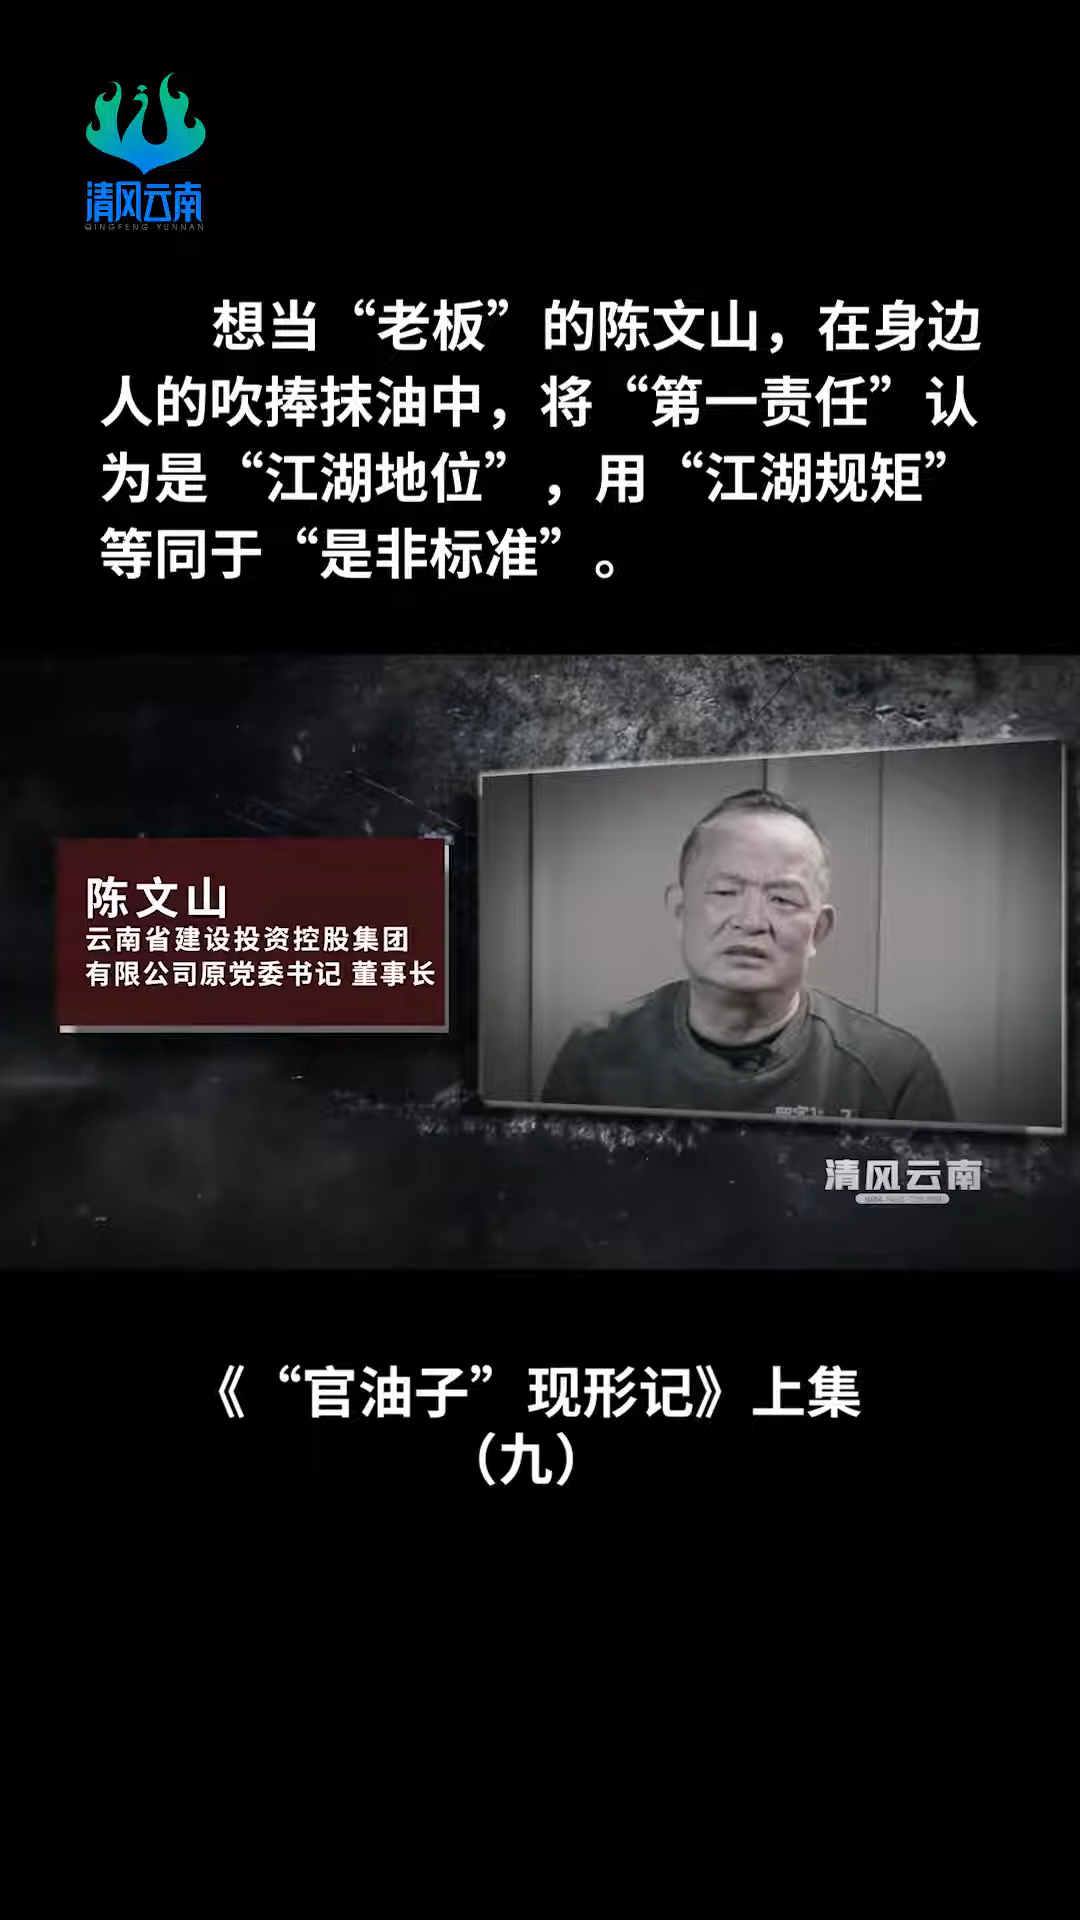 清风云南
QINGFENG YUNNAN
想当“老板”的陈文山，在身边
人的吹捧抹油中，将“第一责任”认
为是“江湖地位”，用“江湖规矩”
等同于“是非标准”。
陈文山
云南省建设投资控股集团
有限公司原党委书记 董事长
清风云南
《“官油子”现形记》上集
（九）